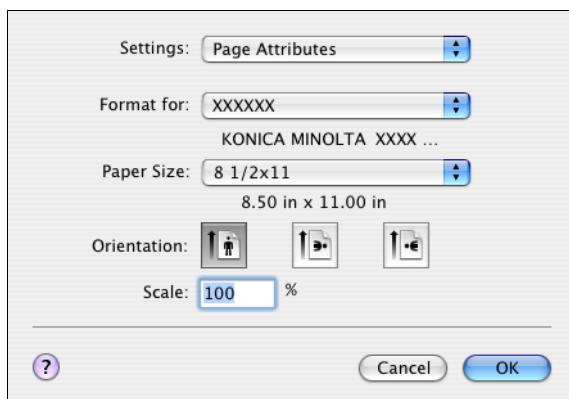 Settings: Page Attributes
Format for: XXXXXX
KONICA MINOLTA XXXX ...
Paper Size: 8 1/2x11
8.50 in x 11.00 in
Orientation:
Scale: 100 %
? Cancel OK